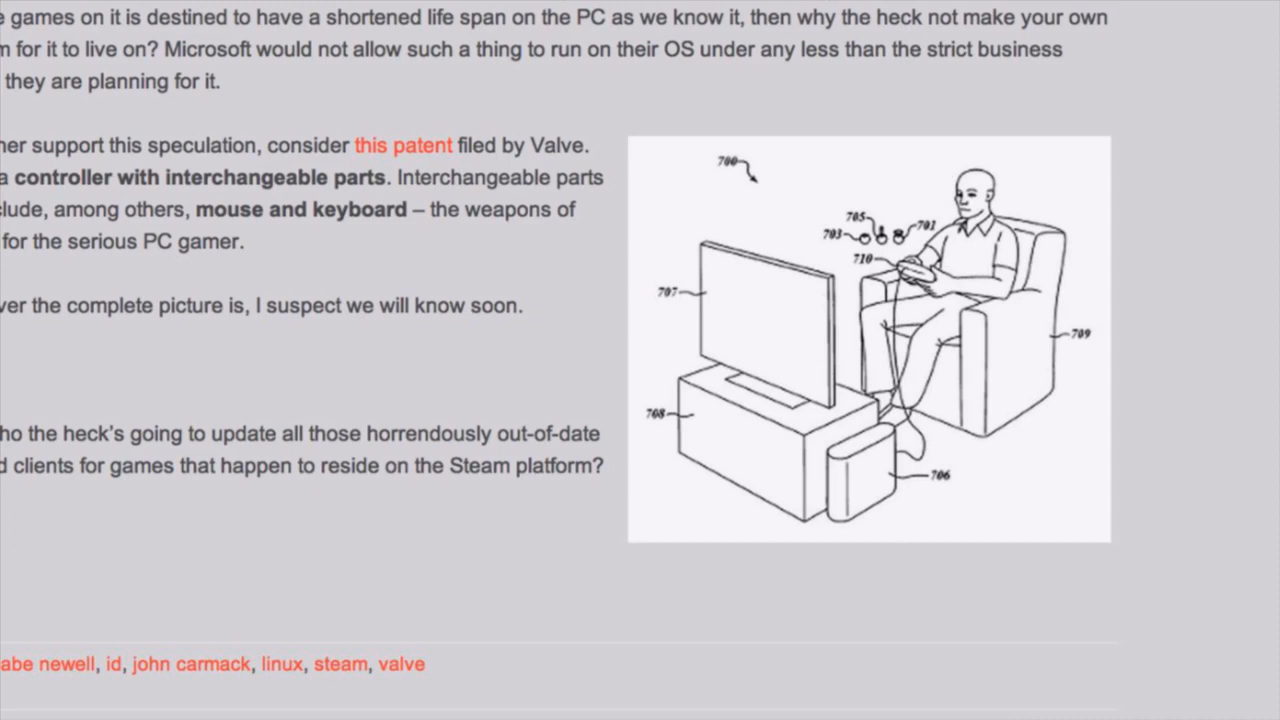 e games on it is destined to have a shortened life span on the PC as we know it, then why the heck not make your own
m for it to live on? Microsoft would not allow such a thing to run on their OS under any less than the strict business
they are planning for it.
her support this speculation, consider this patent filed by Valve.
a controller with interchangeable parts. Interchangeable parts
clude, among others, mouse and keyboard – the weapons of
for the serious PC gamer.
ver the complete picture is, I suspect we will know soon.
ho the heck's going to update all those horrendously out-of-date
d clients for games that happen to reside on the Steam platform?
700
705
701
703
710
707
709
708
706
abe newell, id, john carmack, linux, steam, valve